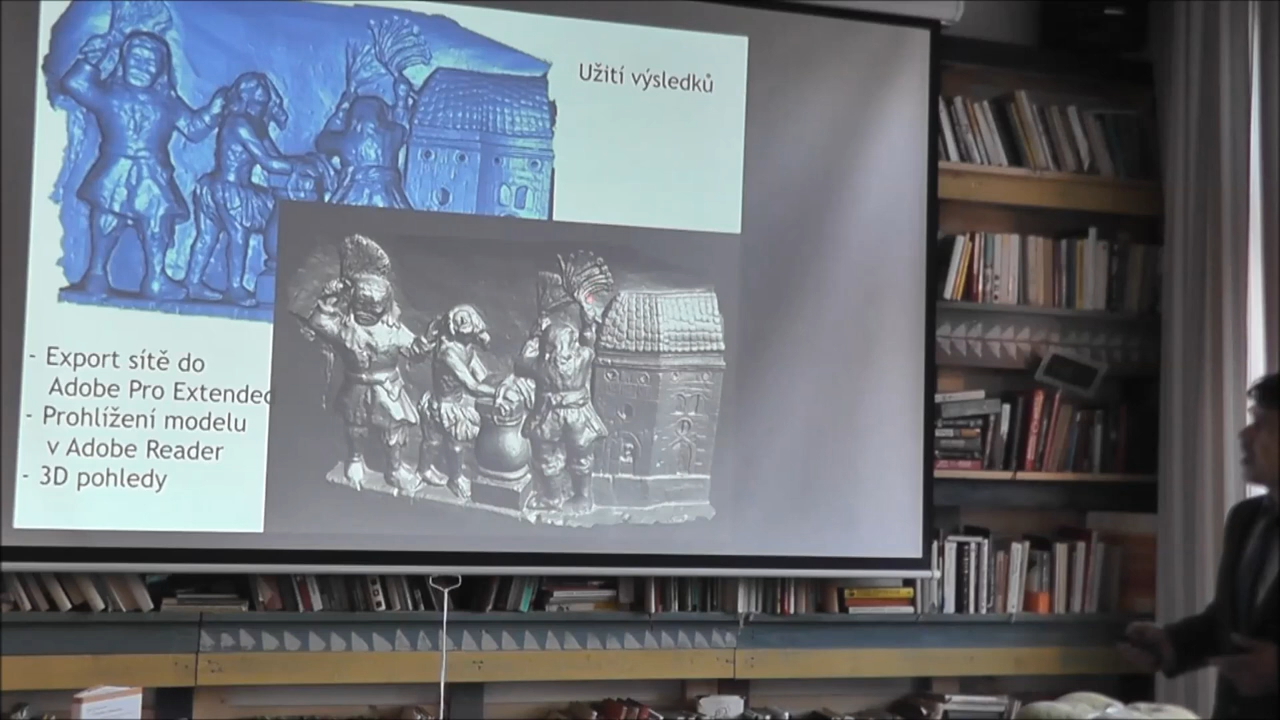 Užití výsledků
- Export sítě do
Adobe Pro Extended
- Prohlížení modelu
v Adobe Reader
- 3D pohledy